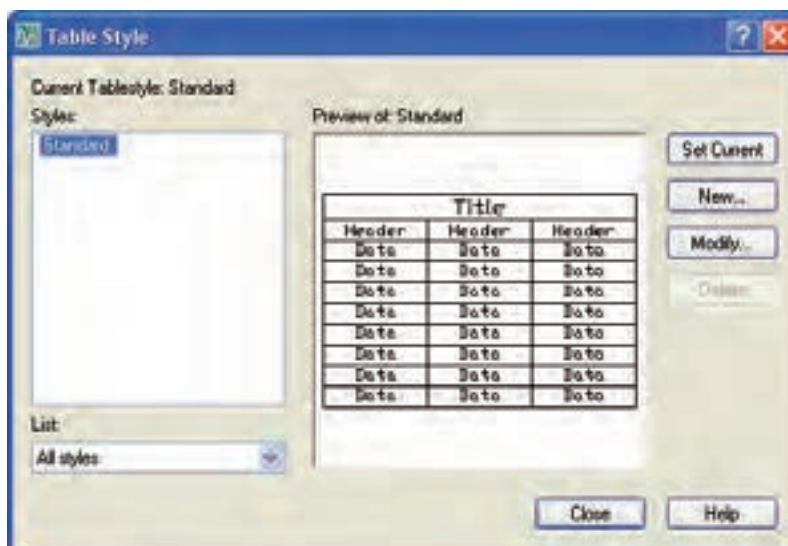 Table Style
Current Tablestyle: Standard
Styles:
Standard
Preview of: Standard
Title
Header Header Header
Data Data Data
Data Data Data
Data Data Data
Data Data Data
Data Data Data
Data Data Data
Data Data Data
Data Data Data
Set Current
New...
Modify...
Delete
List:
All styles
Close
Help